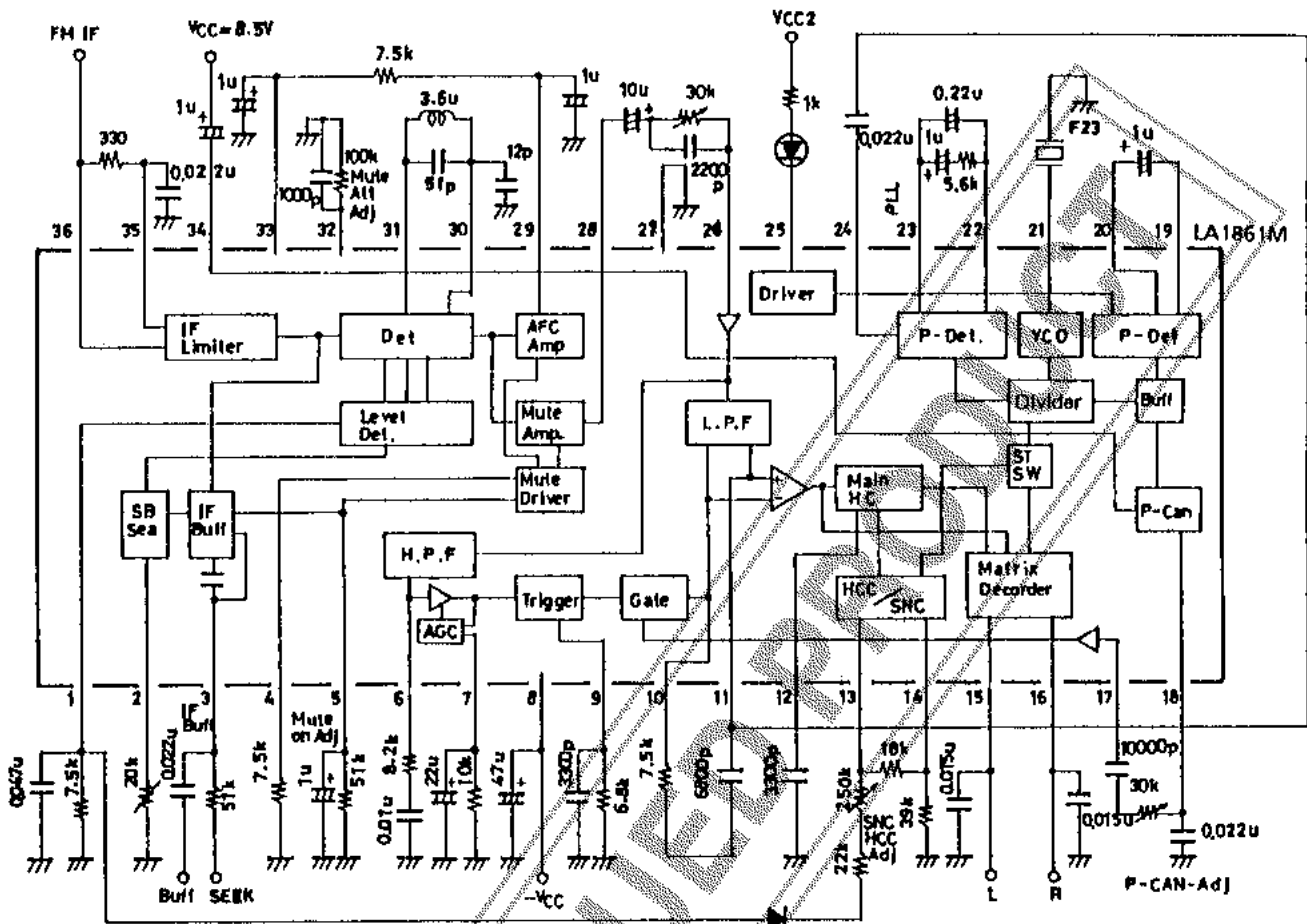 FM IF
VCC=8.5V
VCC2
7.5k
1u
1u
1u
10u
30k
3.6u
1k
0.22u
F23
1u
330
0.022u
100k
Mute
Att
Adj
1000p
51p
12p
2200
p
0.022u
PLL
1u
5.6k
36
35
34
33
32
31
30
29
28
27
26
25
24
23
22
21
20
19
LA1861M
IF
Limiter
Det
AFC
Amp
Driver
P-Det.
VCO
P-Det
Level
Det.
Mute
Amp.
L.P.F
Divider
Buff
SD
Sea
IF
Buff
Mute
Driver
Main
HC
ST
SW
P-Can
H.P.F
AGC
Trigger
Gate
HCC
SNC
Matrix
Decorder
1
2
3
4
5
6
7
8
9
10
11
12
13
14
15
16
17
18
IF
Buff
Mute
on Adj
0.047u
7.5k
20k
0.022u
51k
7.5k
1u
51k
8.2k
0.01u
22u
10k
47u
3300p
6.8k
7.5k
6800p
3300p
250k
SNC
HCC
Adj
22k
18k
39k
0.015u
0.015u
10000p
30k
0.022u
Buff
SEEK
-VCC
L
R
P-CAN-Adj
IED PRODUCT